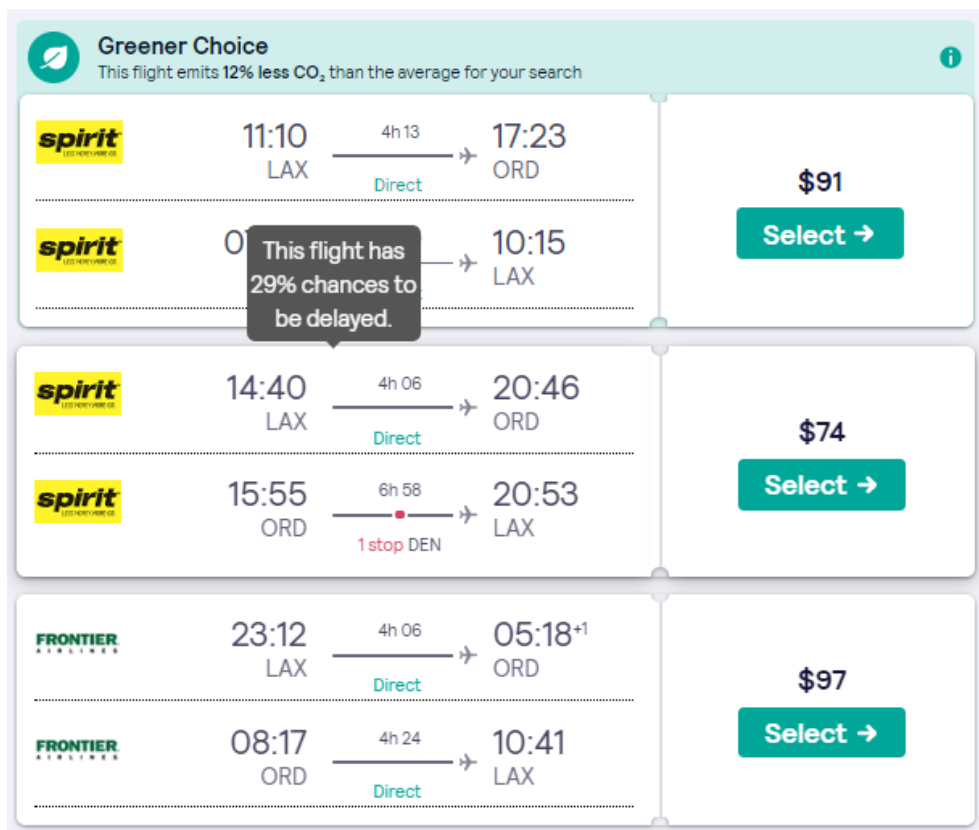 Greener Choice
This flight emits 12% less CO₂ than the average for your search
spirit
11:10
4h 13
17:23
LAX
Direct
ORD
$91
Select →
spirit
10:15
LAX
This flight has
29% chances to
be delayed.
spirit
14:40
4h 06
20:46
LAX
Direct
ORD
$74
Select →
spirit
15:55
6h 58
20:53
ORD
1 stop DEN
LAX
FRONTIER
AIRLINES
23:12
4h 06
05:18+1
LAX
Direct
ORD
$97
Select →
FRONTIER
AIRLINES
08:17
4h 24
10:41
ORD
Direct
LAX